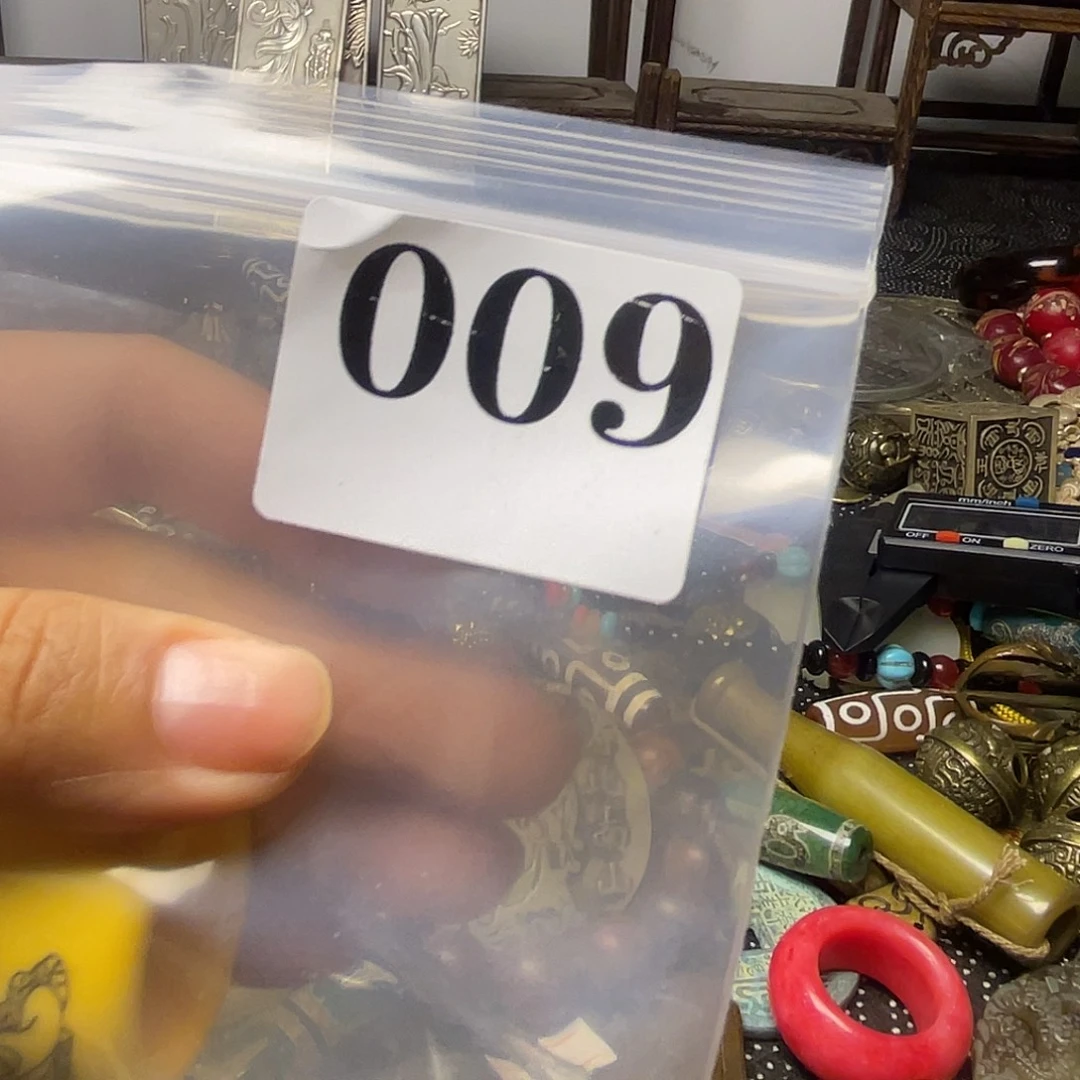 009
mm/inch
OFF ON ZERO